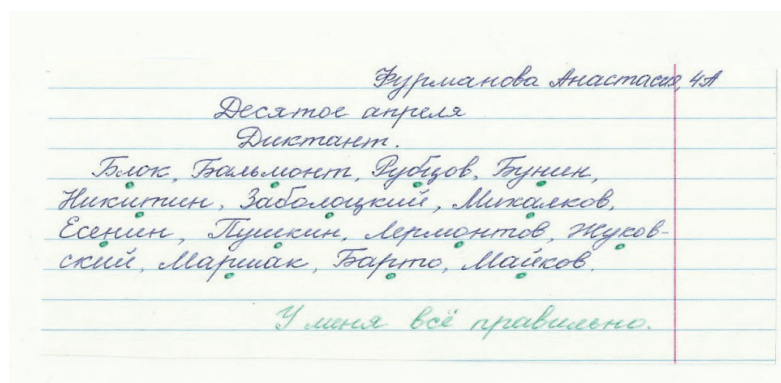 Фурманова Анастасия, 4А
Десятое апреля
Диктант.
Блок, Бальмонт, Рубцов, Бунин,
Никитин, Заболоцкий, Михалков,
Есенин, Пушкин, Лермонтов, Жуков-
ский, Маршак, Барто, Майков.
У меня всё правильно.